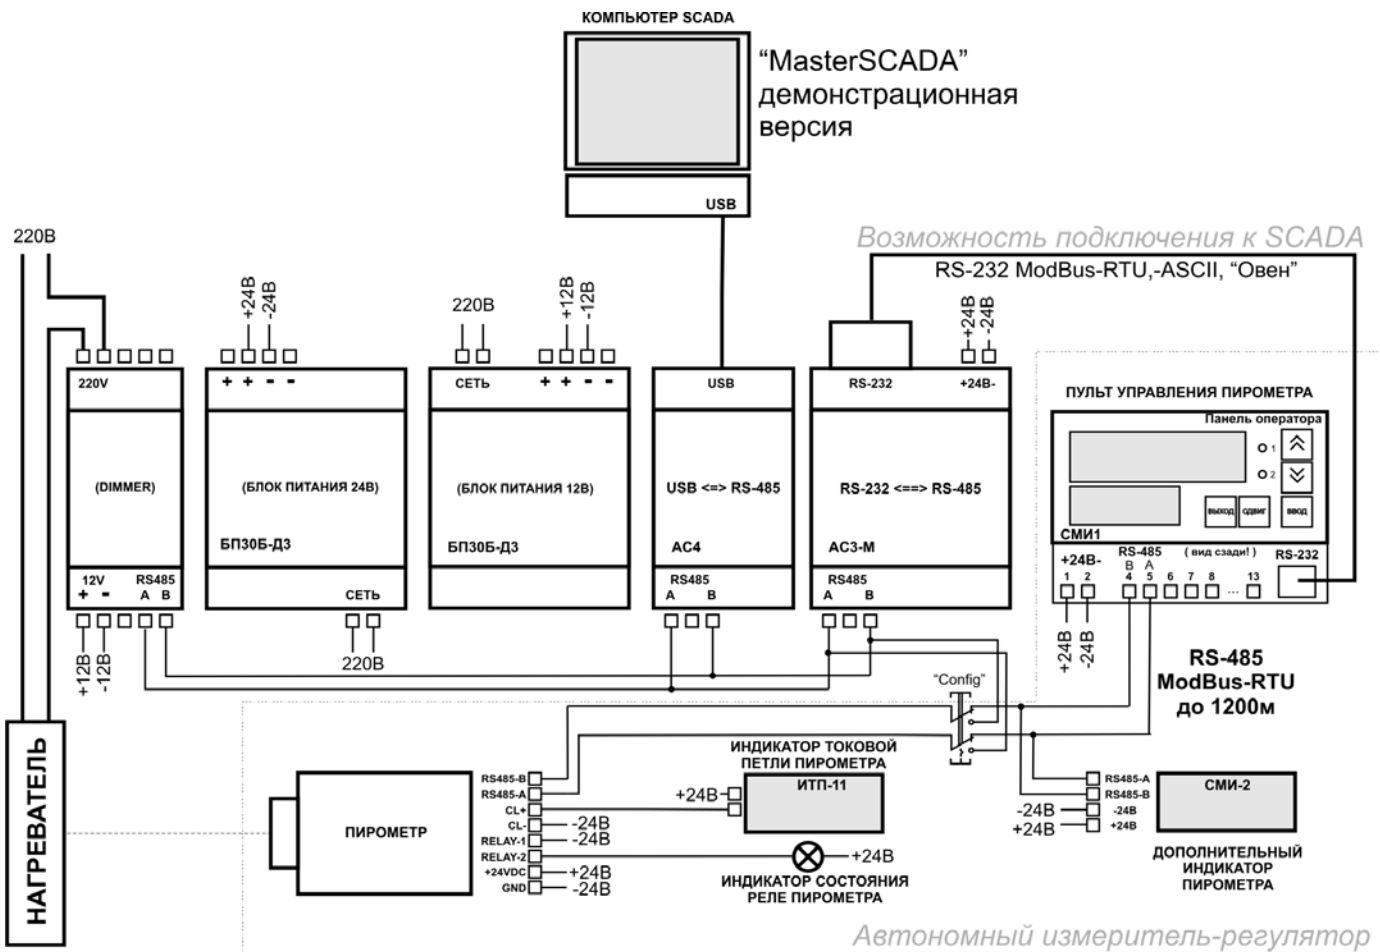 КОМПЬЮТЕР SCADA
“MasterSCADA”
демонстрационная
версия
USB
220В
Возможность подключения к SCADA
RS-232 ModBus-RTU,-ASCII, “Овен”
+24В
-24В
220В
+12В
-12В
+24В
-24В
220V
+ + - -
СЕТЬ
+ + - -
USB
RS-232
+24В-
ПУЛЬТ УПРАВЛЕНИЯ ПИРОМЕТРА
Панель оператора
1
2
выход
сдвиг
ввод
СМИ1
(DIMMER)
(БЛОК ПИТАНИЯ 24В)
(БЛОК ПИТАНИЯ 12В)
USB <=> RS-485
RS-232 <==> RS-485
БП30Б-Д3
БП30Б-Д3
АС4
АС3-М
12V
+ -
RS485
A B
СЕТЬ
RS485
A B
RS485
A B
+24В-
RS-485
B A
( вид сзади! )
RS-232
1 2 4 5 6 7 8 ... 13
+12В
-12В
220В
+24В
-24В
RS-485
ModBus-RTU
до 1200м
“Config”
НАГРЕВАТЕЛЬ
ПИРОМЕТР
RS485-B
RS485-A
CL+
CL-
-24В
RELAY-1
-24В
RELAY-2
+24VDC
+24В
GND
-24В
ИНДИКАТОР ТОКОВОЙ
ПЕТЛИ ПИРОМЕТРА
+24В
ИТП-11
+24В
ИНДИКАТОР СОСТОЯНИЯ
РЕЛЕ ПИРОМЕТРА
RS485-A
RS485-B
-24В
-24В
+24В
+24В
СМИ-2
ДОПОЛНИТЕЛЬНЫЙ
ИНДИКАТОР
ПИРОМЕТРА
Автономный измеритель-регулятор